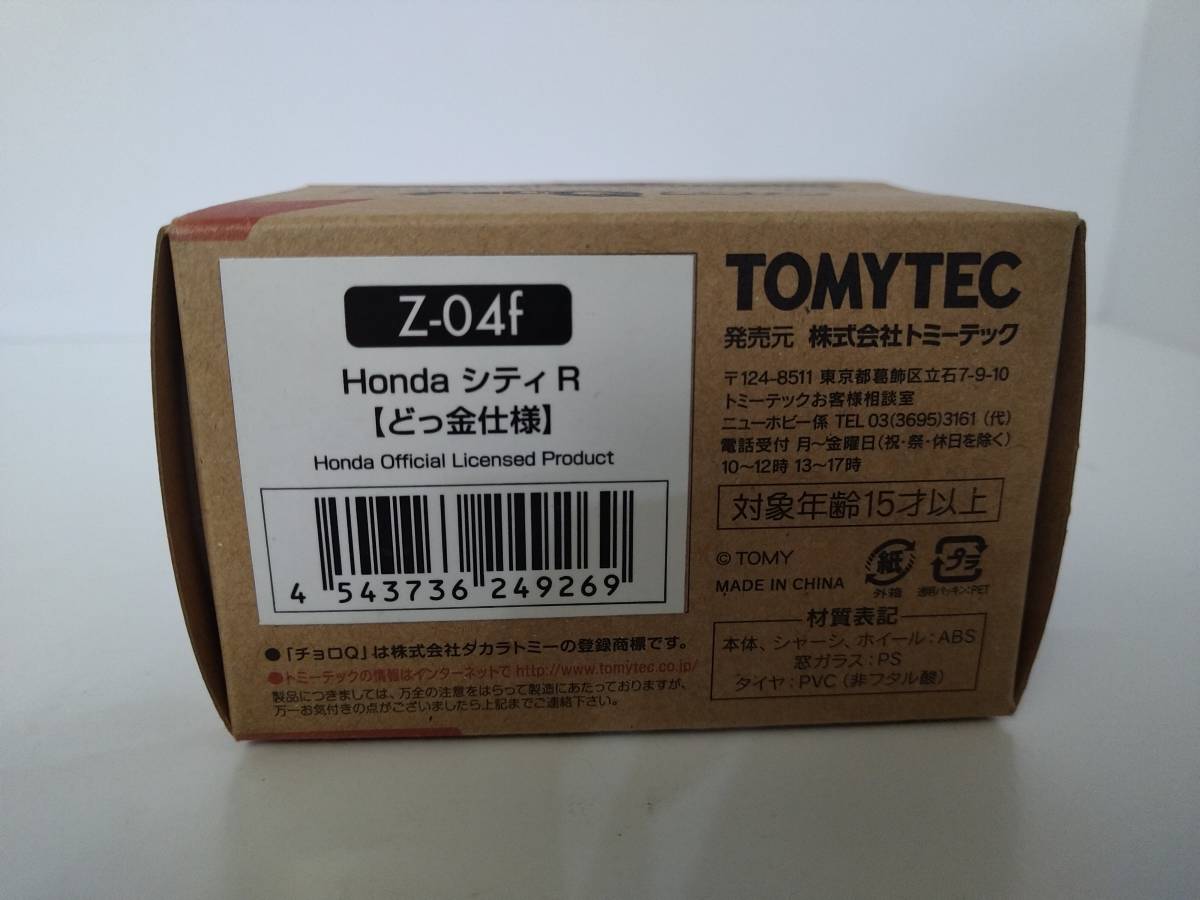 Z-04f
Honda シティ R
【どっ金仕様】
Honda Official Licensed Product
4 543736 249269
●「チョロQ」は株式会社タカラトミーの登録商標です。
●トミーテックの情報はインターネットで http://www.tomytec.co.jp/
製品につきましては、万全の注意をはらって製造にあたっておりますが、
万一お気付きの点がございましたら上記までご連絡下さい。
TOMYTEC
発売元 株式会社トミーテック
〒124-8511 東京都葛飾区立石7-9-10
トミーテックお客様相談室
ニューホビー係 TEL 03(3695)3161（代）
電話受付 月～金曜日（祝・祭・休日を除く）
10～12時 13～17時
対象年齢15才以上
© TOMY
MADE IN CHINA
紙
外箱
プラ
透明パッキン:PET
材質表記
本体、シャーシ、ホイール:ABS
窓ガラス:PS
タイヤ:PVC（非フタル酸）